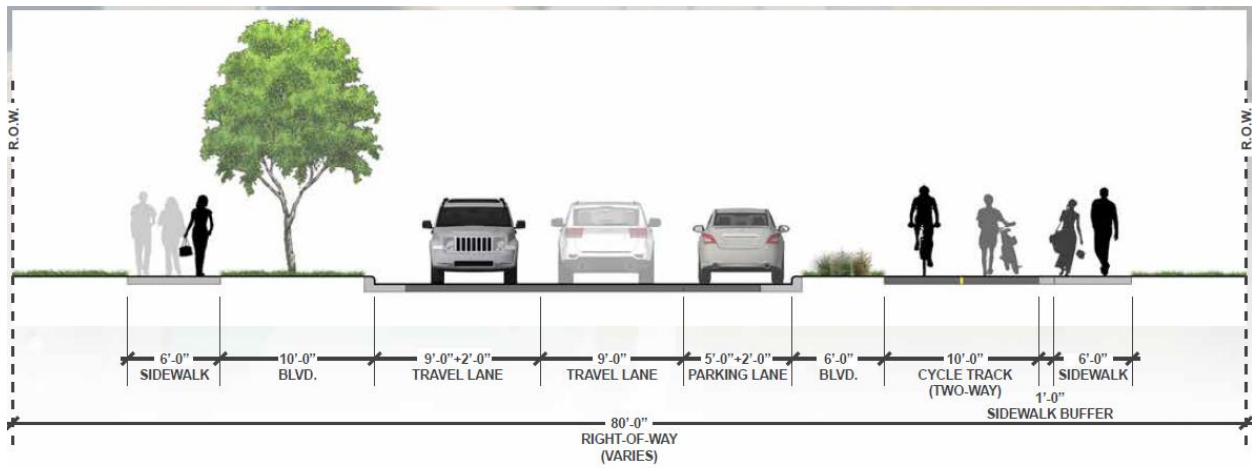 R.O.W.
R.O.W.
6'-0"
SIDEWALK
10'-0"
BLVD.
9'-0"+2'-0"
TRAVEL LANE
9'-0"
TRAVEL LANE
5'-0"+2'-0"
PARKING LANE
6'-0"
BLVD.
10'-0"
CYCLE TRACK
(TWO-WAY)
1'-0"
SIDEWALK BUFFER
6'-0"
SIDEWALK
80'-0"
RIGHT-OF-WAY
(VARIES)